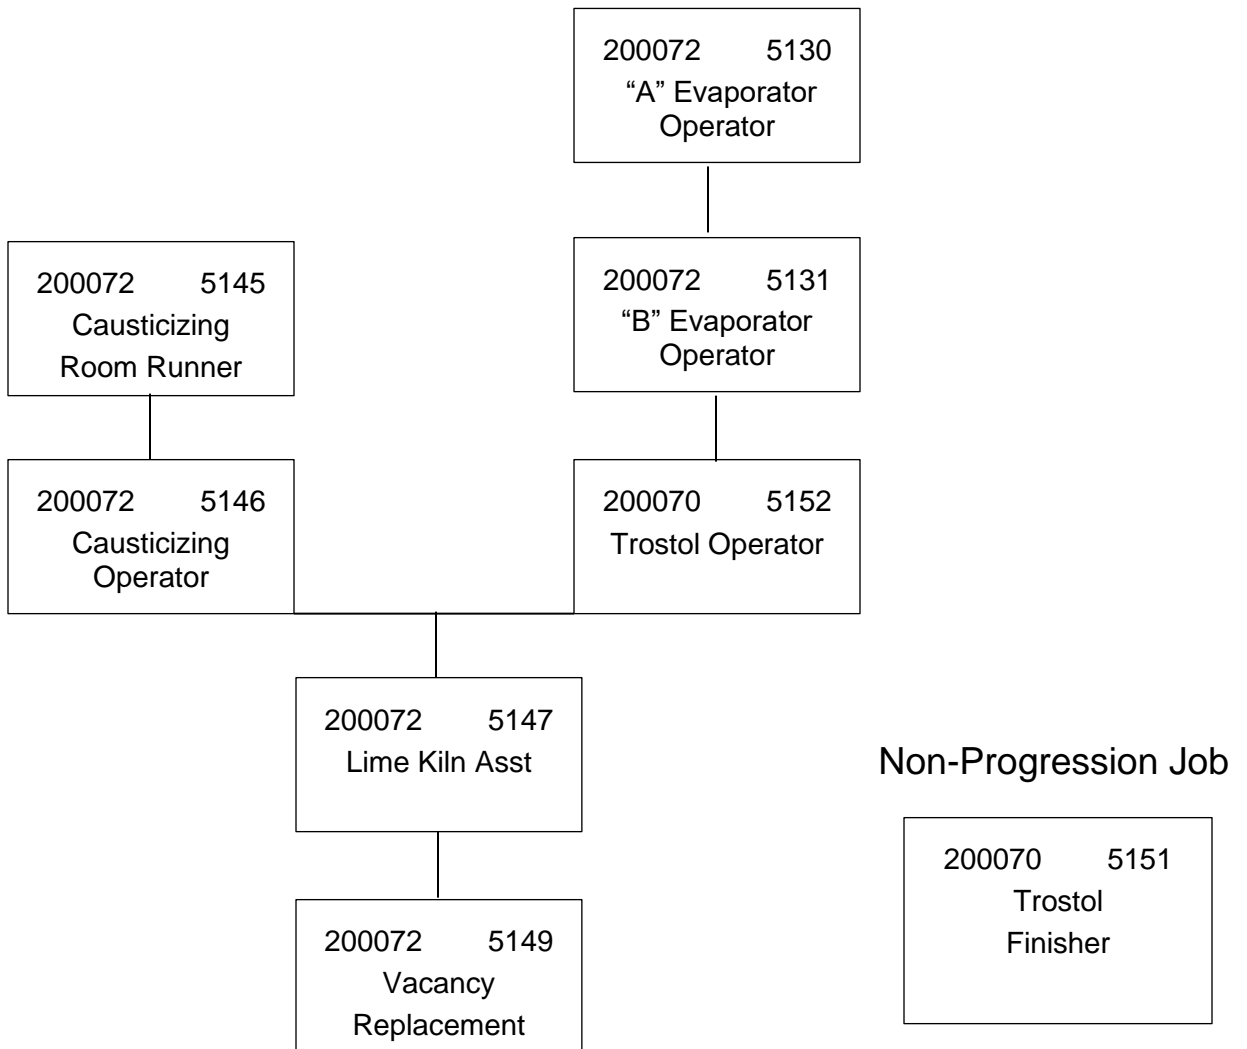 200072 5130
“A” Evaporator
Operator
200072 5145
Causticizing
Room Runner
200072 5131
“B” Evaporator
Operator
200072 5146
Causticizing
Operator
200070 5152
Trostol Operator
200072 5147
Lime Kiln Asst
Non-Progression Job
200070 5151
Trostol
Finisher
200072 5149
Vacancy
Replacement